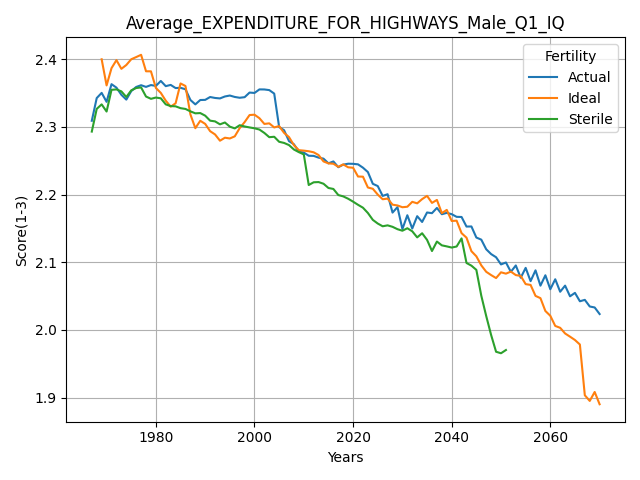 Average_EXPENDITURE_FOR_HIGHWAYS_Male_Q1_IQ
Fertility
Actual
Ideal
Sterile
Score(1-3)
2.4
2.3
2.2
2.1
2.0
1.9
1980 2000 2020 2040 2060
Years